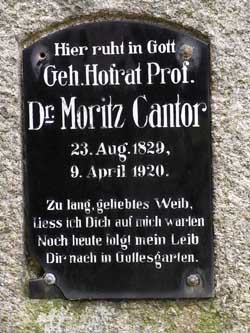 Hier ruht in Gott
Geh. Hofrat Prof.
Dr. Moritz Cantor
23. Aug. 1829,
9. April 1920.
Zu lang, geliebtes Weib,
Liess ich Dich auf mich warten
Noch heute folgt mein Leib
Dir nach in Gottesgarten.